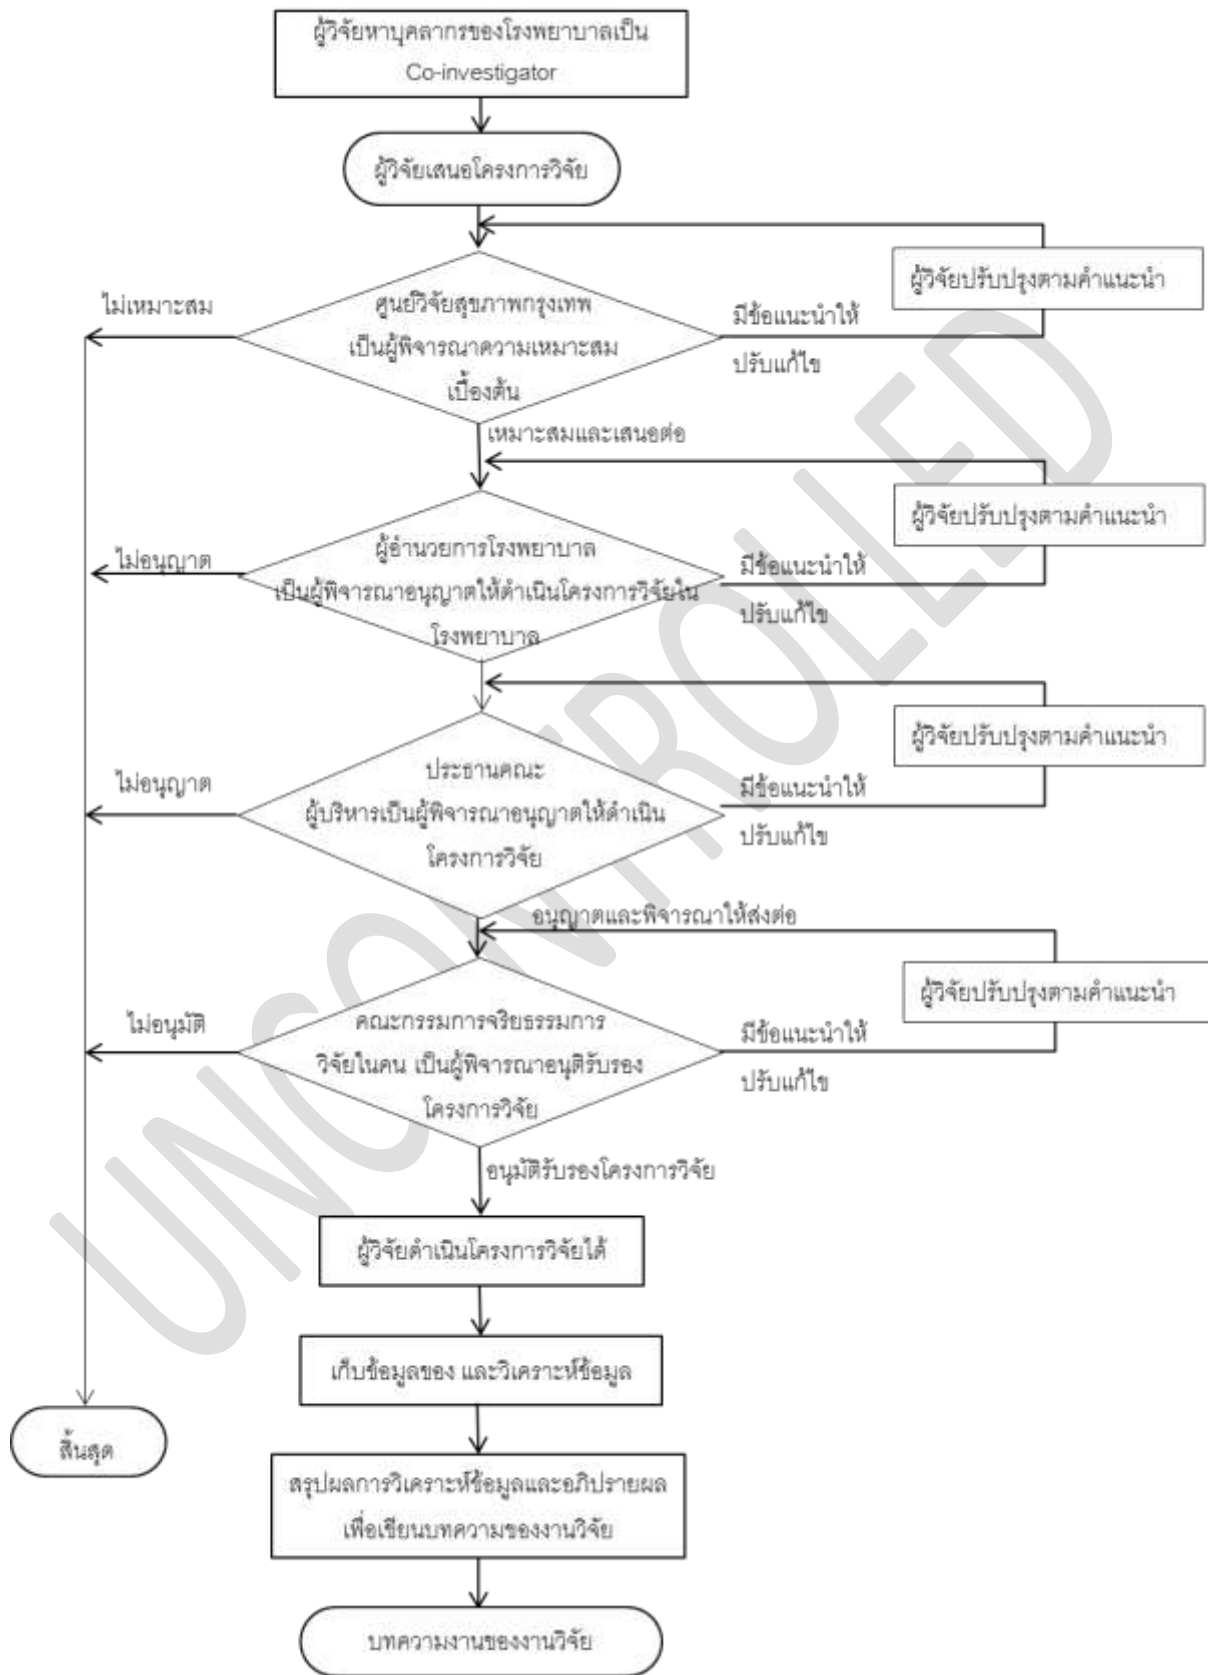 ผู้วิจัยหาบุคลากรของโรงพยาบาลเป็น
Co-investigator
ผู้วิจัยเสนอโครงการวิจัย
ผู้วิจัยปรับปรุงตามคำแนะนำ
ไม่เหมาะสม
ศูนย์วิจัยสุขภาพกรุงเทพ
เป็นผู้พิจารณาความเหมาะสม
เบื้องต้น
มีข้อแนะนำให้
ปรับแก้ไข
เหมาะสมและเสนอต่อ
ผู้วิจัยปรับปรุงตามคำแนะนำ
ไม่อนุญาต
ผู้อำนวยการโรงพยาบาล
เป็นผู้พิจารณาอนุญาตให้ดำเนินโครงการวิจัยใน
โรงพยาบาล
มีข้อแนะนำให้
ปรับแก้ไข
ผู้วิจัยปรับปรุงตามคำแนะนำ
ไม่อนุญาต
ประธานคณะ
ผู้บริหารเป็นผู้พิจารณาอนุญาตให้ดำเนิน
โครงการวิจัย
มีข้อแนะนำให้
ปรับแก้ไข
อนุญาตและพิจารณาให้ส่งต่อ
ผู้วิจัยปรับปรุงตามคำแนะนำ
ไม่อนุมัติ
คณะกรรมการจริยธรรมการ
วิจัยในคน เป็นผู้พิจารณาอนุติรับรอง
โครงการวิจัย
มีข้อแนะนำให้
ปรับแก้ไข
อนุมัติรับรองโครงการวิจัย
ผู้วิจัยดำเนินโครงการวิจัยได้
เก็บข้อมูลของ และวิเคราะห์ข้อมูล
สิ้นสุด
สรุปผลการวิเคราะห์ข้อมูลและอภิปรายผล
เพื่อเขียนบทความของงานวิจัย
บทความงานของงานวิจัย
UNCONTROLLED